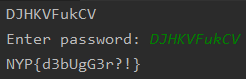 DJHKVFukCV
Enter password: DJHKVFukCV
NYP{d3bUgG3r?!}